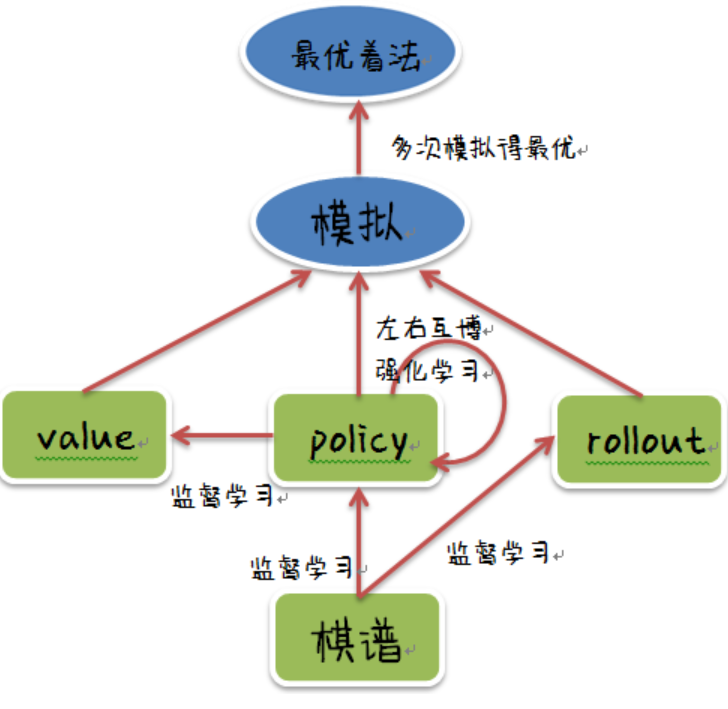 最优着法
多次模拟得最优
模拟
左右互博
强化学习
value
policy
rollout
监督学习
监督学习
监督学习
棋谱